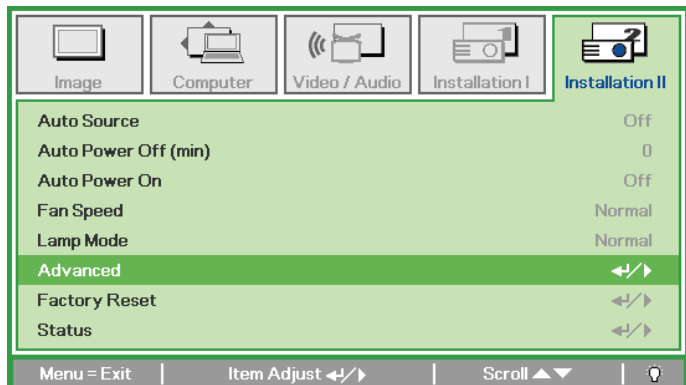 Image Computer Video / Audio Installation I Installation II
Auto Source Off
Auto Power Off (min) 0
Auto Power On Off
Fan Speed Normal
Lamp Mode Normal
Advanced ↵/▶
Factory Reset ↵/▶
Status ↵/▶
Menu = Exit | Item Adjust ↵/▶ | Scroll ▲▼ |